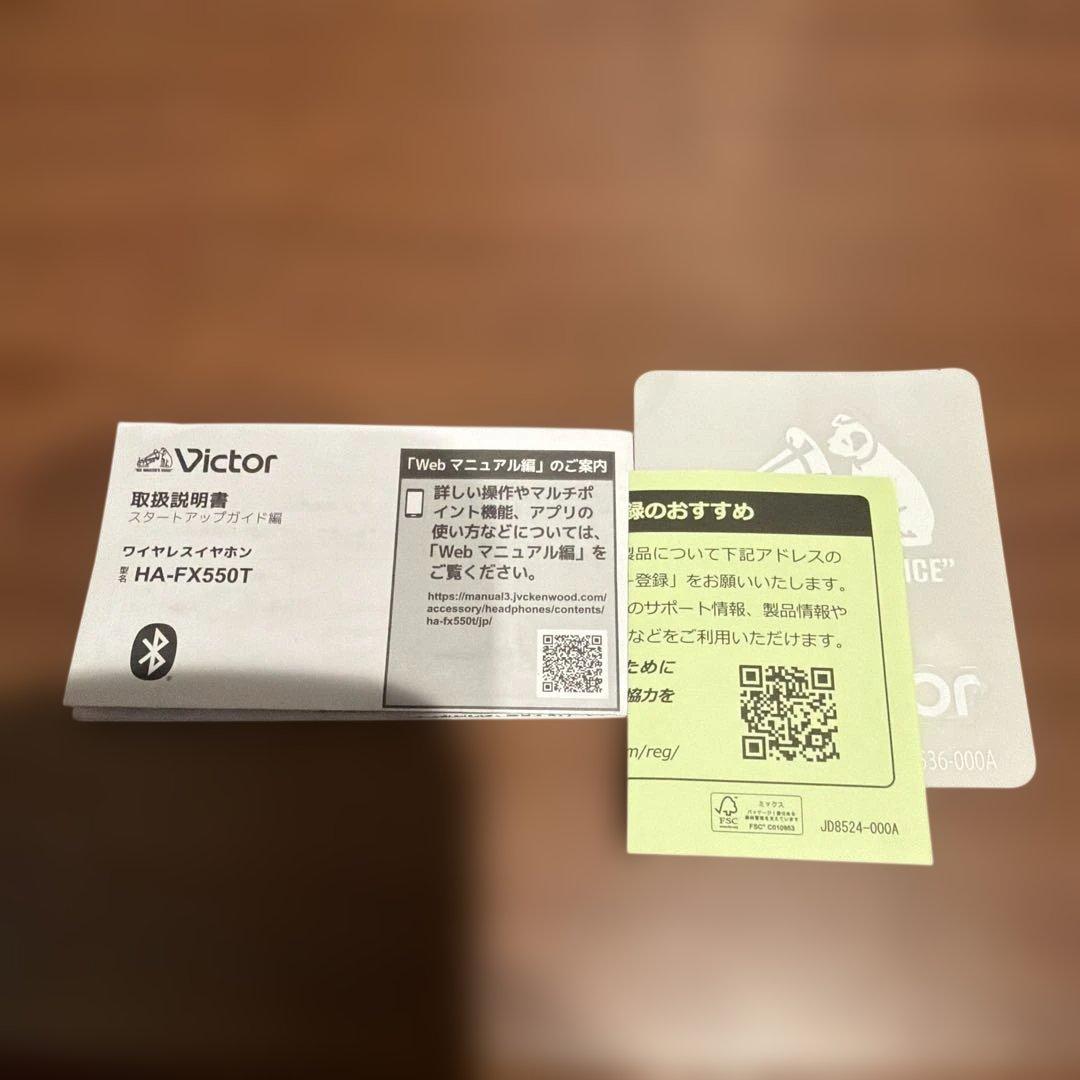 Victor
"HIS MASTER'S VOICE"
取扱説明書
スタートアップガイド編
ワイヤレスイヤホン
型名 HA-FX550T
「Web マニュアル編」のご案内
詳しい操作やマルチポ
イント機能、アプリの
使い方などについては、
「Web マニュアル編」を
ご覧ください。
https://manual3.jvckenwood.com/
accessory/headphones/contents/
ha-fx550t/jp/
録のおすすめ
製品について下記アドレスの
ー登録」をお願いいたします。
のサポート情報、製品情報や
などをご利用いただけます。
ために
協力を
m/reg/
FSC
ミックス
FSC® C010853
JD8524-000A
ICE"
or
536-000A